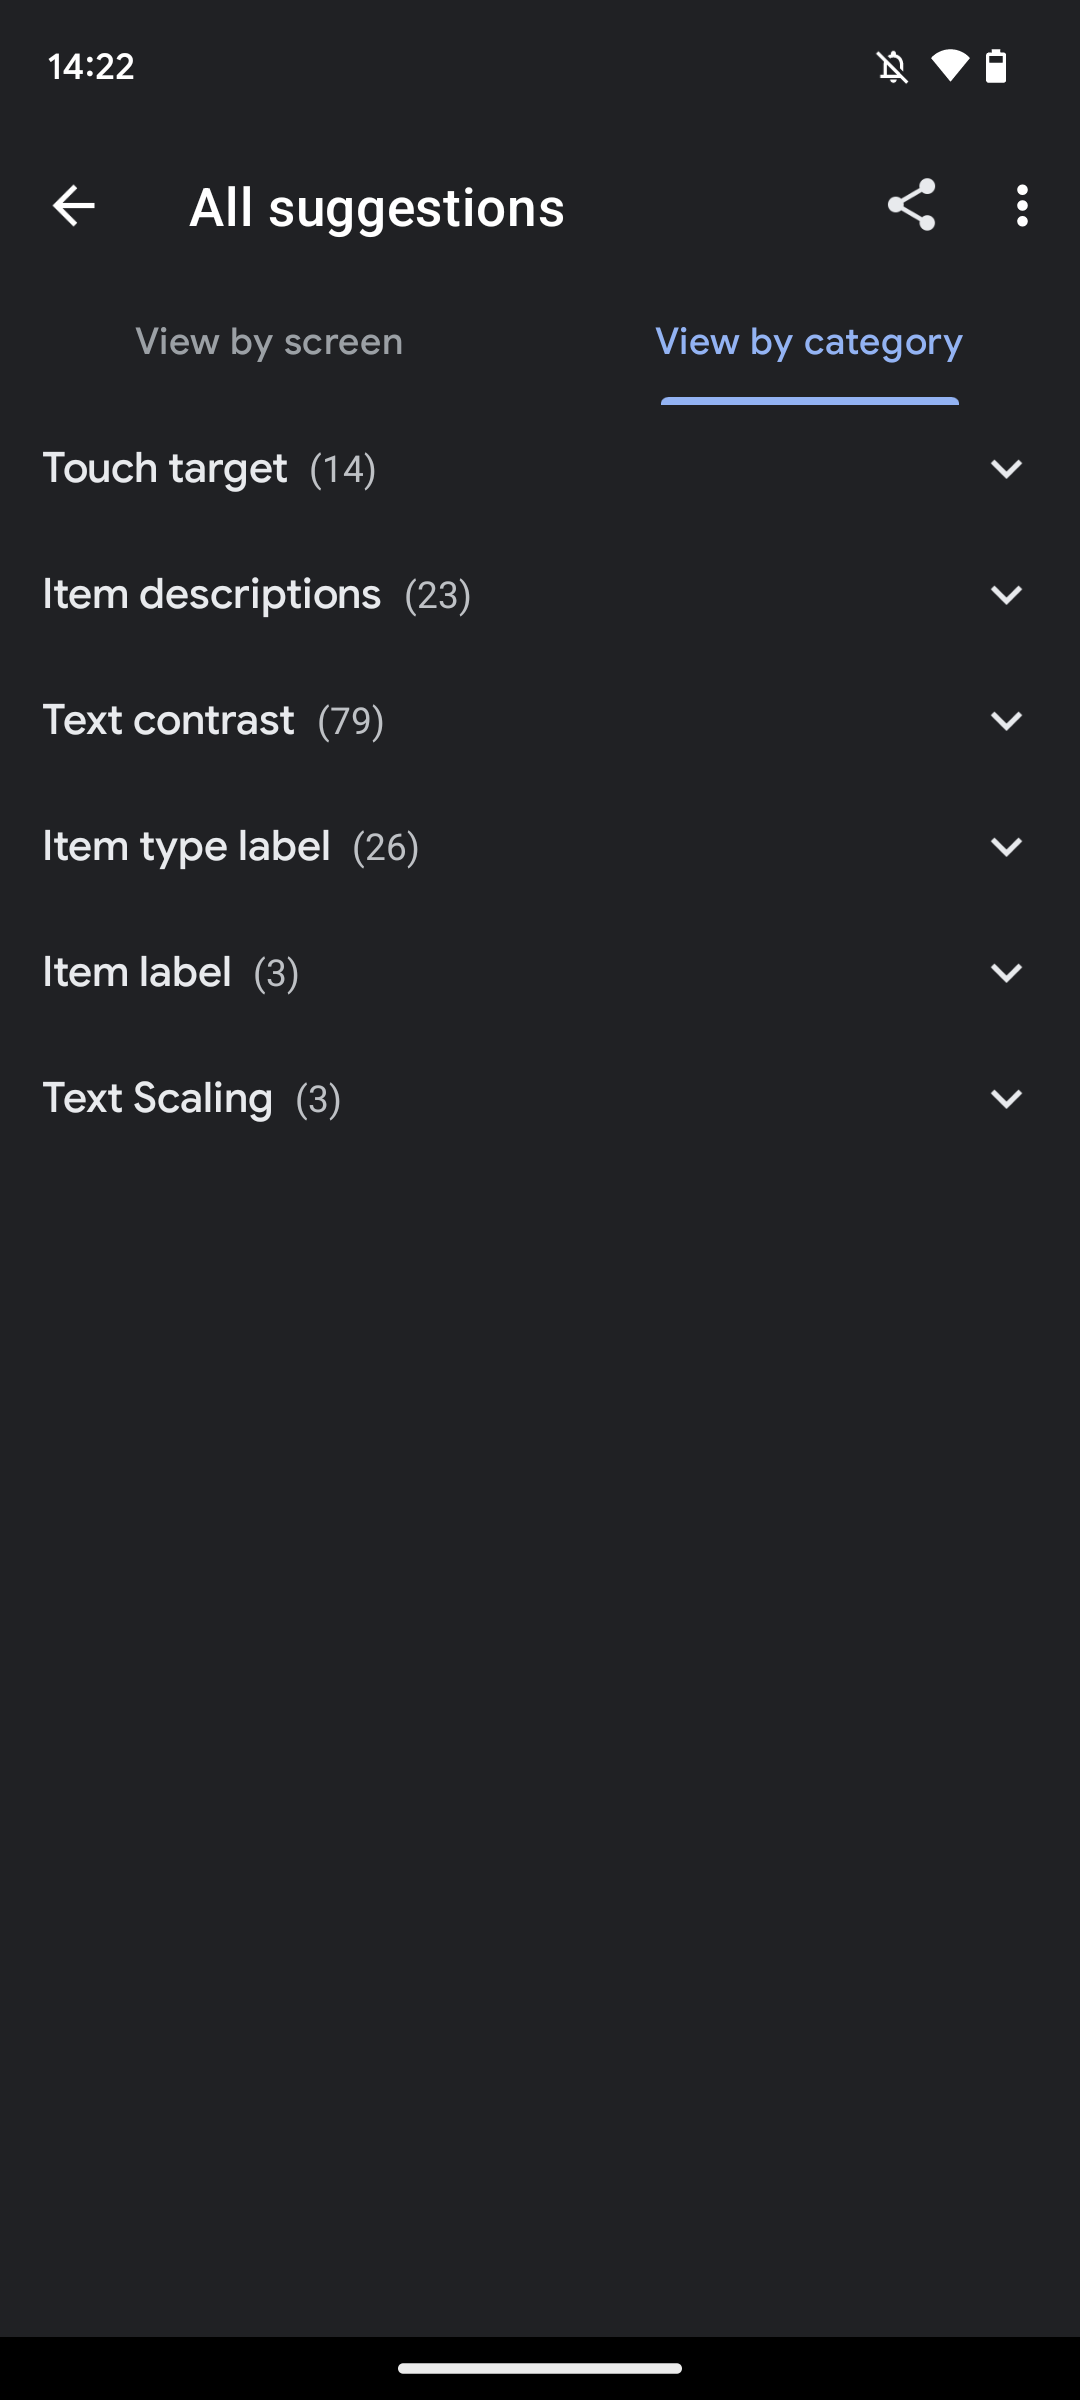 14:22
All suggestions
View by screen
View by category
Touch target (14)
Item descriptions (23)
Text contrast (79)
Item type label (26)
Item label (3)
Text Scaling (3)